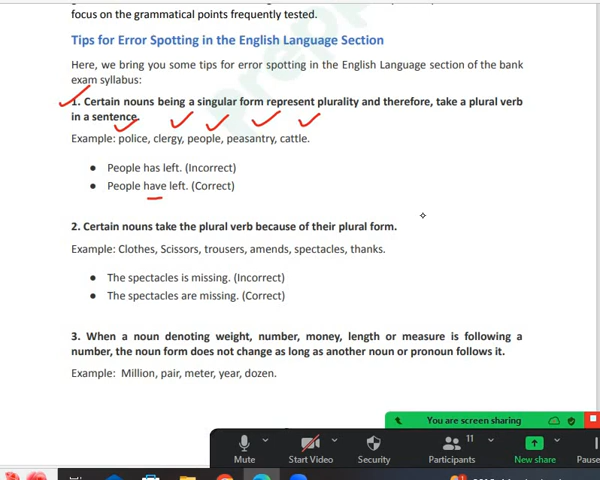 focus on the grammatical points frequently tested.
Tips for Error Spotting in the English Language Section
Here, we bring you some tips for error spotting in the English Language section of the bank
exam syllabus:
1. Certain nouns being a singular form represent plurality and therefore, take a plural verb
in a sentence.
Example: police, clergy, people, peasantry, cattle.
• People has left. (Incorrect)
• People have left. (Correct)
2. Certain nouns take the plural verb because of their plural form.
Example: Clothes, Scissors, trousers, amends, spectacles, thanks.
• The spectacles is missing. (Incorrect)
• The spectacles are missing. (Correct)
3. When a noun denoting weight, number, money, length or measure is following a
number, the noun form does not change as long as another noun or pronoun follows it.
Example: Million, pair, meter, year, dozen.
You are screen sharing
11
Mute Start Video Security Participants New share Pause